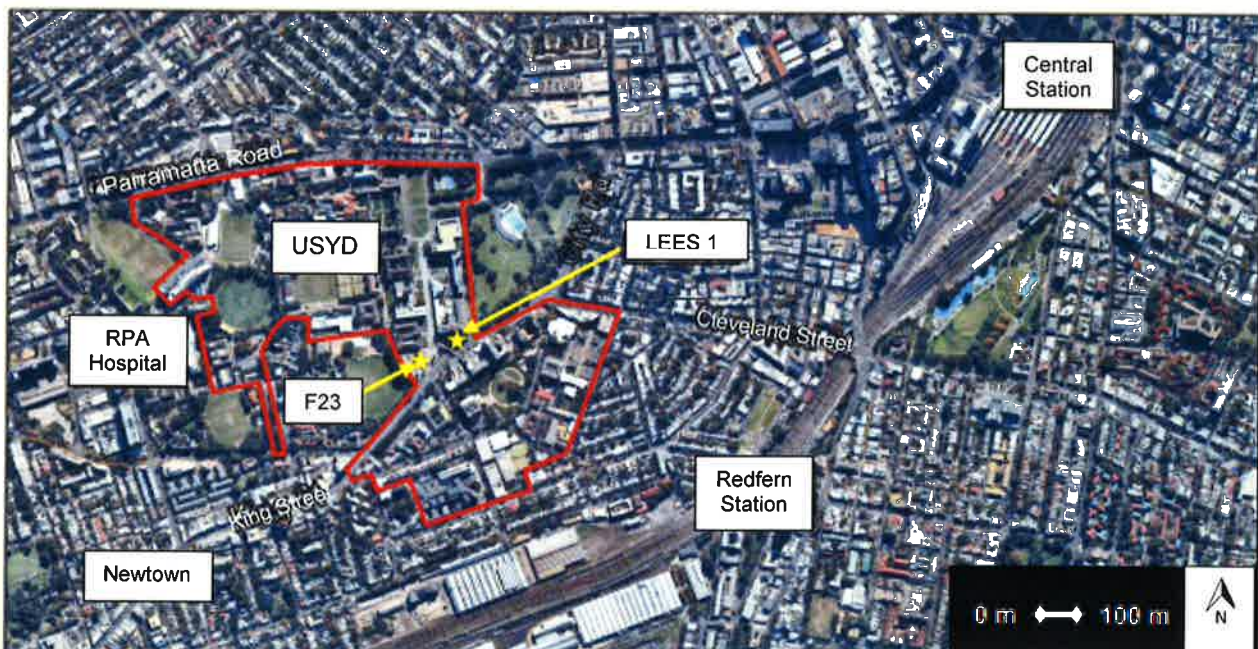 Central
Station
Parramatta Road
USYD
LEES 1
RPA
Hospital
Cleveland Street
F23
Redfern
Station
King Street
Newtown
0 m
100 m
N